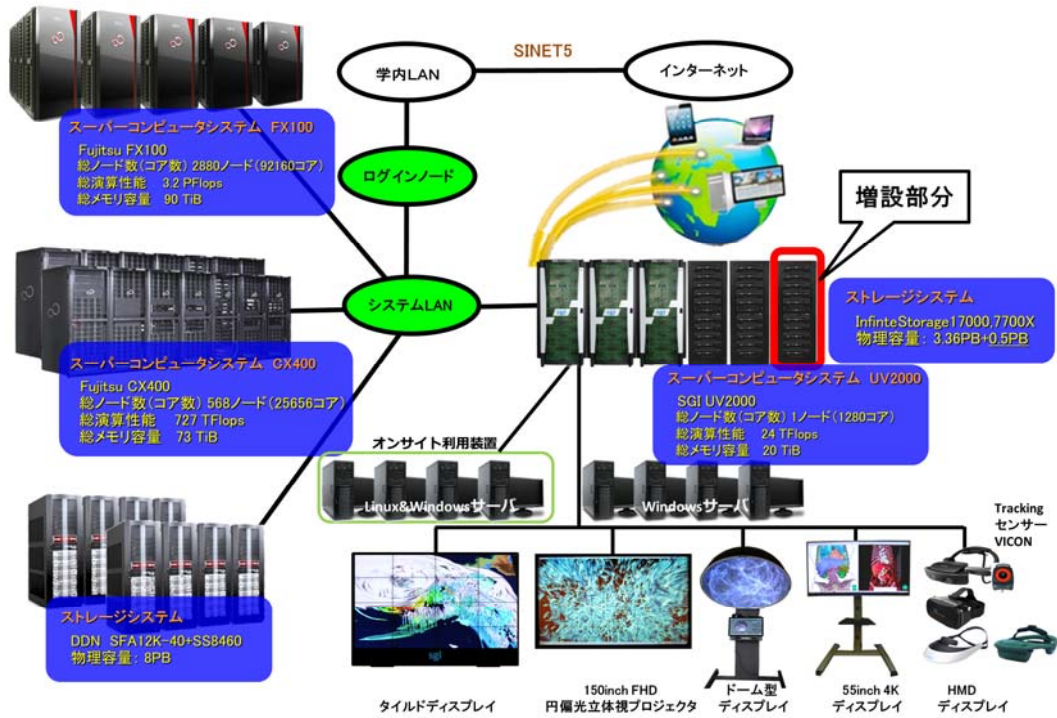 SINET5
学内LAN
インターネット
ログインノード
システムLAN
スーパーコンピュータシステム FX100
Fujitsu FX100
総ノード数(コア数) 2880ノード(92160コア)
総演算性能 3.2 PFlops
総メモリ容量 90 TiB
増設部分
ストレージシステム
InfiniteStorage17000,7700X
物理容量: 3.36PB+0.5PB
スーパーコンピュータシステム CX400
Fujitsu CX400
総ノード数(コア数) 568ノード(25656コア)
総演算性能 727 TFlops
総メモリ容量 73 TiB
スーパーコンピュータシステム UV2000
SGI UV2000
総ノード数(コア数) 1ノード(1280コア)
総演算性能 24 TFlops
総メモリ容量 20 TiB
オンサイト利用装置
Linux&Windowsサーバ
Windowsサーバ
Tracking
センサー
VICON
ストレージシステム
DDN SFA12K-40+SS8460
物理容量: 8PB
sgi
タイルドディスプレイ
150inch FHD
円偏光立体視プロジェクタ
ドーム型
ディスプレイ
55inch 4K
ディスプレイ
HMD
ディスプレイ